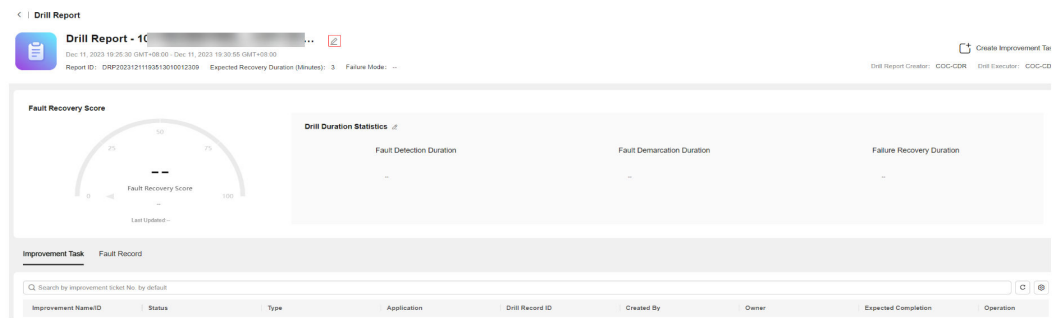 Drill Report
Drill Report - 10 ...
Dec 11, 2023 19:25:30 GMT+08:00 - Dec 11, 2023 19:30:55 GMT+08:00
Create Improvement Tas
Report ID: DRP20231211193513010012309 Expected Recovery Duration (Minutes): 3 Failure Mode: --
Drill Report Creator: COC-CDR Drill Executor: COC-CD
Fault Recovery Score
Drill Duration Statistics
50
25 75
Fault Detection Duration Fault Demarcation Duration Failure Recovery Duration
--
-- -- --
Fault Recovery Score
0 100
--
Last Updated --
Improvement Task Fault Record
Search by improvement ticket No. by default
Improvement Name/ID Status Type Application Drill Record ID Created By Owner Expected Completion Operation